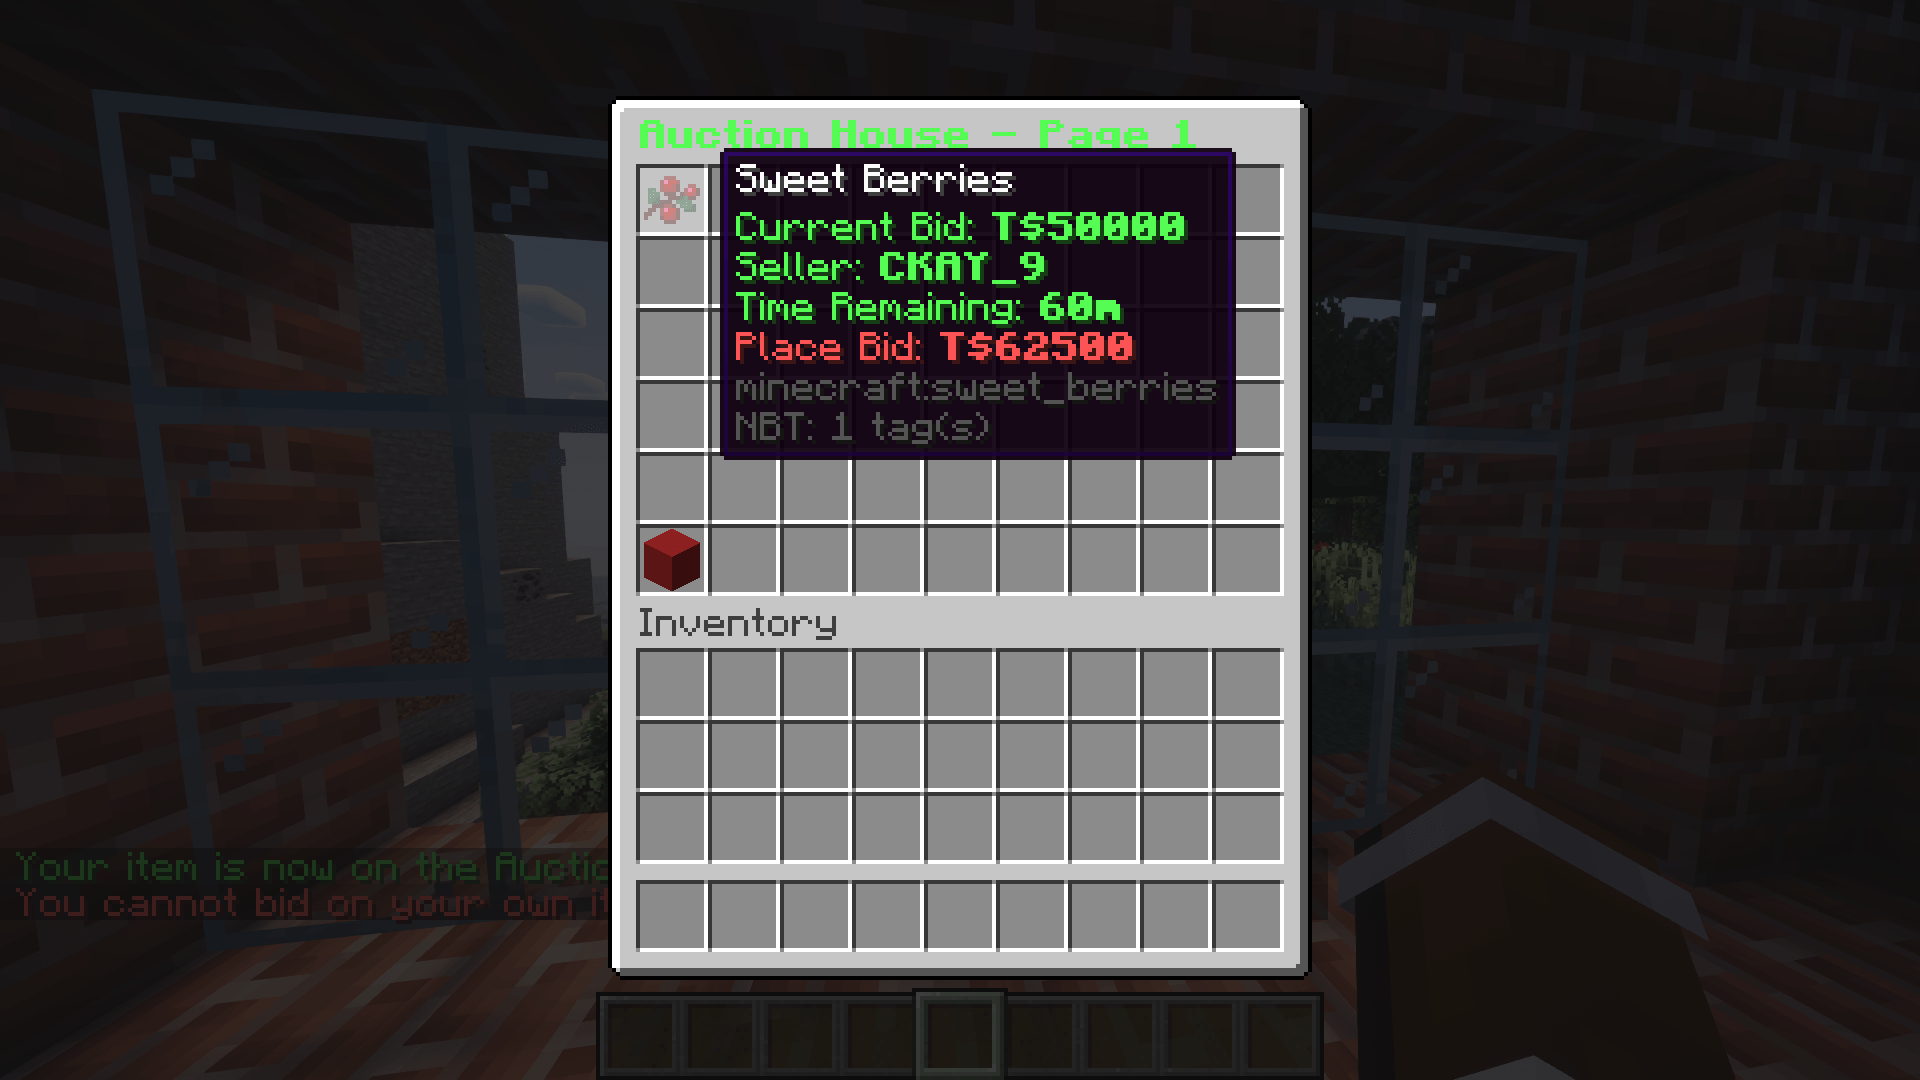 Auction House - Page 1
Sweet Berries
Current Bid: T$50000
Seller: CKAY_9
Time Remaining: 60m
Place Bid: T$62500
minecraft:sweet_berries
NBT: 1 tag(s)
Inventory
Your item is now on the
You cannot bid on your own